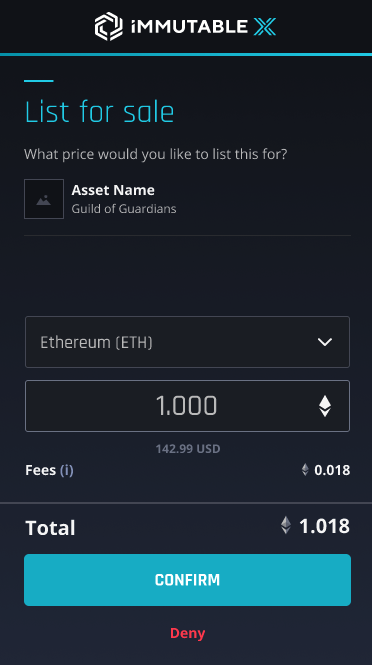 iMMUTABLE X
List for sale
What price would you like to list this for?
Asset Name
Guild of Guardians
Ethereum (ETH)
1.000
142.99 USD
Fees (i) 0.018
Total 1.018
CONFIRM
Deny